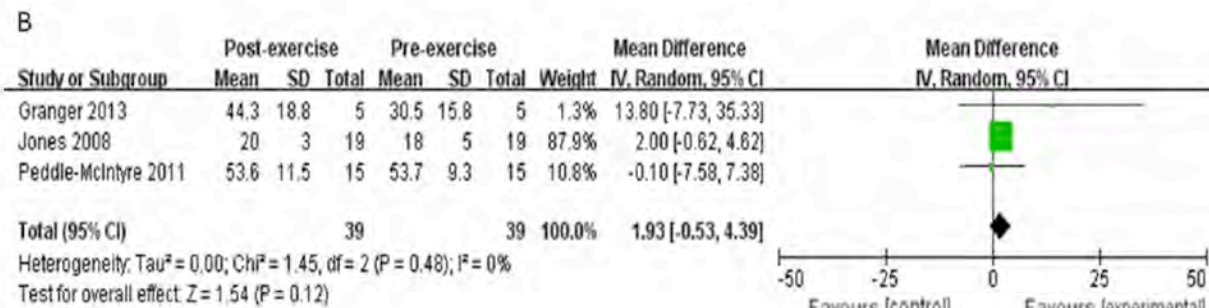 B
Post-exercise Pre-exercise Mean Difference Mean Difference
Study or Subgroup Mean SD Total Mean SD Total Weight IV, Random, 95% CI IV, Random, 95% CI
Granger 2013 44.3 18.8 5 30.5 15.8 5 1.3% 13.80 [-7.73, 35.33]
Jones 2008 20 3 19 18 5 19 87.9% 2.00 [-0.62, 4.62]
Peddle-McIntyre 2011 53.6 11.5 15 53.7 9.3 15 10.8% -0.10 [-7.58, 7.38]
Total (95% CI) 39 39 100.0% 1.93 [-0.53, 4.39]
Heterogeneity: Tau² = 0.00; Chi² = 1.45, df = 2 (P = 0.48); I² = 0%
Test for overall effect: Z = 1.54 (P = 0.12)
-50 -25 0 25 50
Favours [control] Favours [experimental]